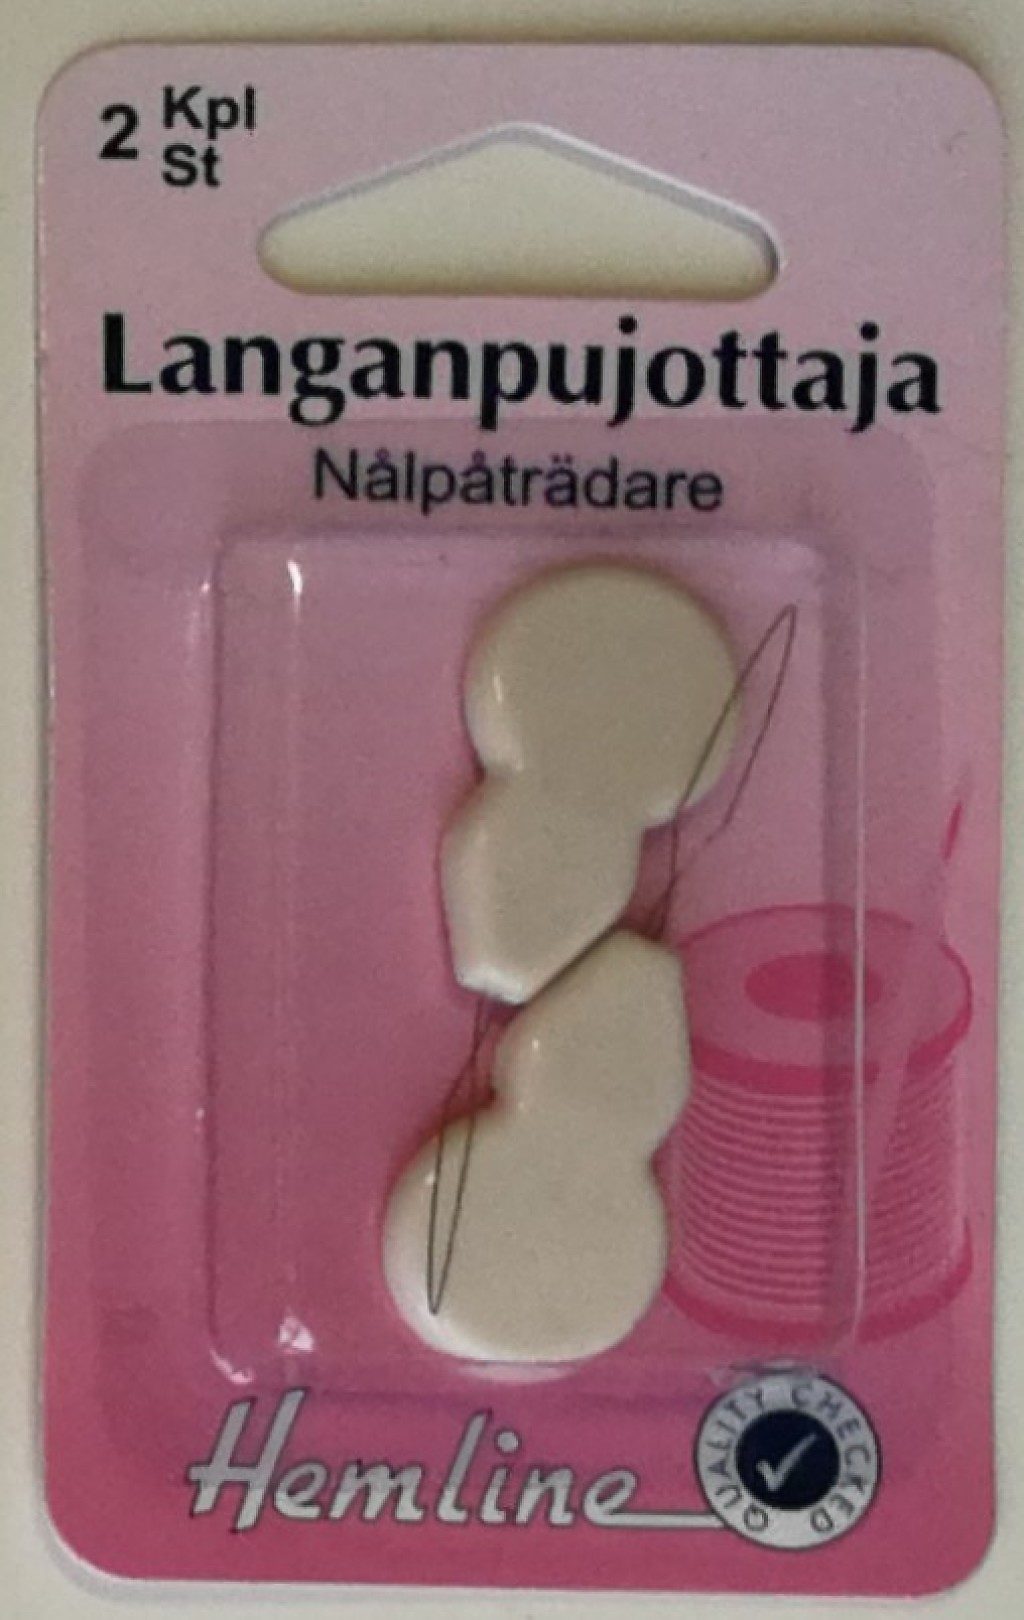 2 Kpl
St
Langanpujottaja
Nålpåträdare
Hemline
QUALITY CHECKED